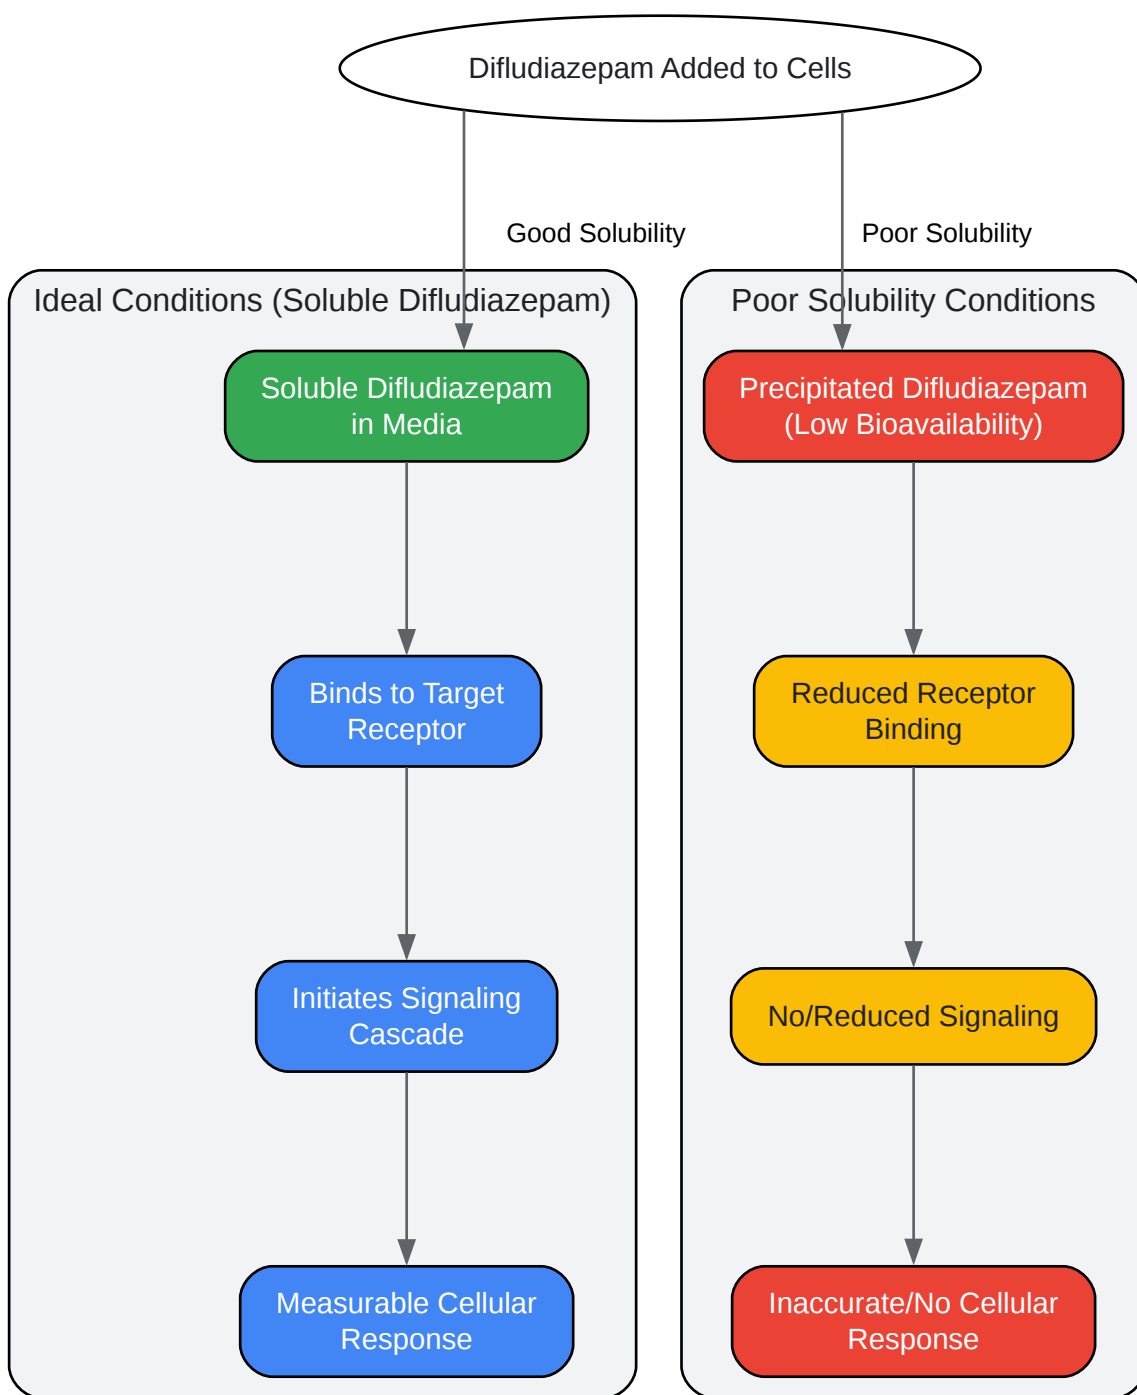 Difludiazepam Added to Cells
Good Solubility
Poor Solubility
Ideal Conditions (Soluble Difludiazepam)
Soluble Difludiazepam
in Media
Binds to Target
Receptor
Initiates Signaling
Cascade
Measurable Cellular
Response
Poor Solubility Conditions
Precipitated Difludiazepam
(Low Bioavailability)
Reduced Receptor
Binding
No/Reduced Signaling
Inaccurate/No Cellular
Response